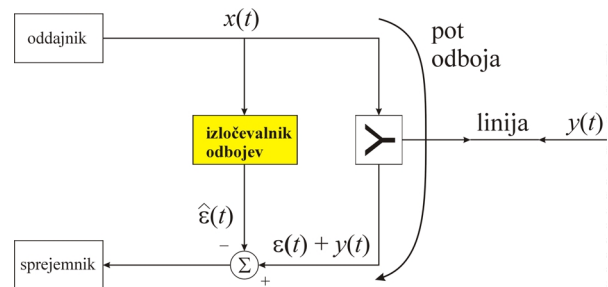 oddajnik
x(t)
pot
odboja
izločevalnik
odbojev
linija
y(t)
ε̂(t)
ε(t) + y(t)
−
Σ
+
sprejemnik